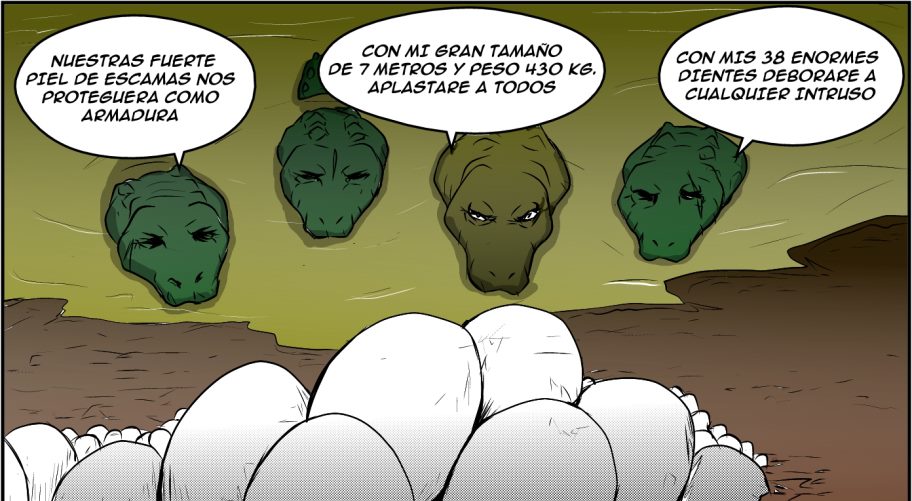 NUESTRAS FUERTE
PIEL DE ESCAMAS NOS
PROTEGUERA COMO
ARMADURA
CON MI GRAN TAMAÑO
DE 7 METROS Y PESO 430 KG.
APLASTARE A TODOS
CON MIS 38 ENORMES
DIENTES DEBORARE A
CUALQUIER INTRUSO